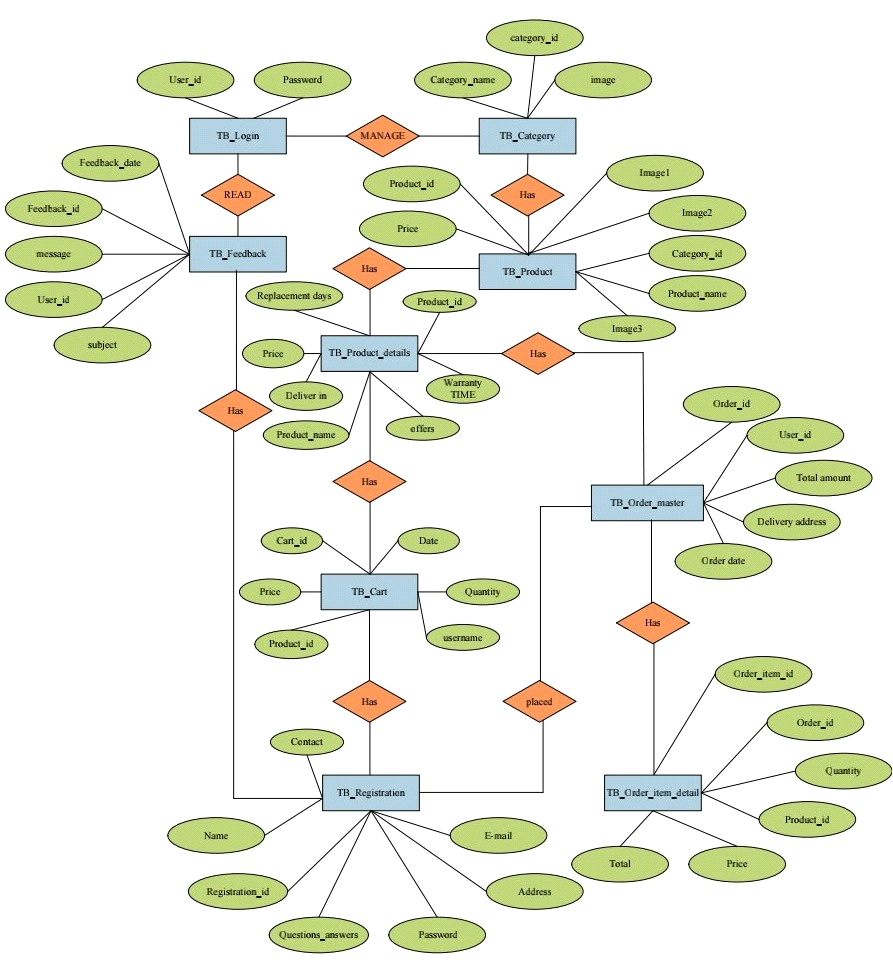 category_id
User_id
Password
Category_name
image
TB_Login
MANAGE
TB_Category
Feedback_date
READ
Product_id
Has
Image1
Feedback_id
Price
Image2
message
TB_Feedback
Has
TB_Product
Category_id
User_id
Replacement days
Product_id
Product_name
subject
Image3
Price
TB_Product_details
Has
Deliver in
Warranty
TIME
Has
Product_name
offers
Order_id
User_id
Has
Total amount
TB_Order_master
Delivery address
Cart_id
Date
Order date
Price
TB_Cart
Quantity
Product_id
username
Has
Order_item_id
Has
placed
Order_id
Contact
Quantity
TB_Registration
TB_Order_item_detail
Product_id
Name
E-mail
Total
Price
Registration_id
Address
Questions_answers
Password